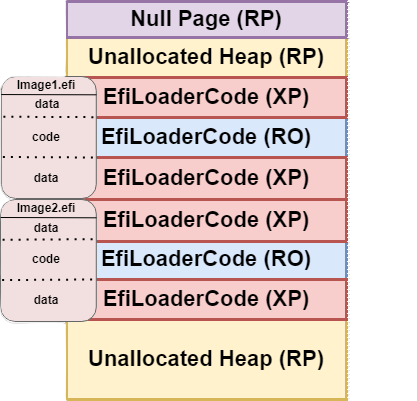 Null Page (RP)
Unallocated Heap (RP)
Image1.efi
data
EfiLoaderCode (XP)
code
EfiLoaderCode (RO)
data
EfiLoaderCode (XP)
Image2.efi
data
EfiLoaderCode (XP)
code
EfiLoaderCode (RO)
data
EfiLoaderCode (XP)
Unallocated Heap (RP)